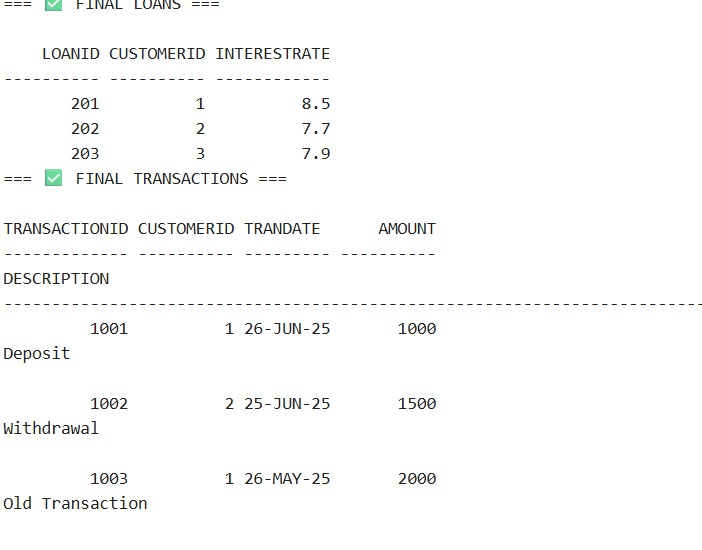 === ✅ FINAL LOANS ===
LOANID CUSTOMERID INTERESTRATE
---------- ---------- ------------
201 1 8.5
202 2 7.7
203 3 7.9
=== ✅ FINAL TRANSACTIONS ===
TRANSACTIONID CUSTOMERID TRANDATE AMOUNT
------------- ---------- --------- ----------
DESCRIPTION
--------------------------------------------------------------------------
1001 1 26-JUN-25 1000
Deposit
1002 2 25-JUN-25 1500
Withdrawal
1003 1 26-MAY-25 2000
Old Transaction